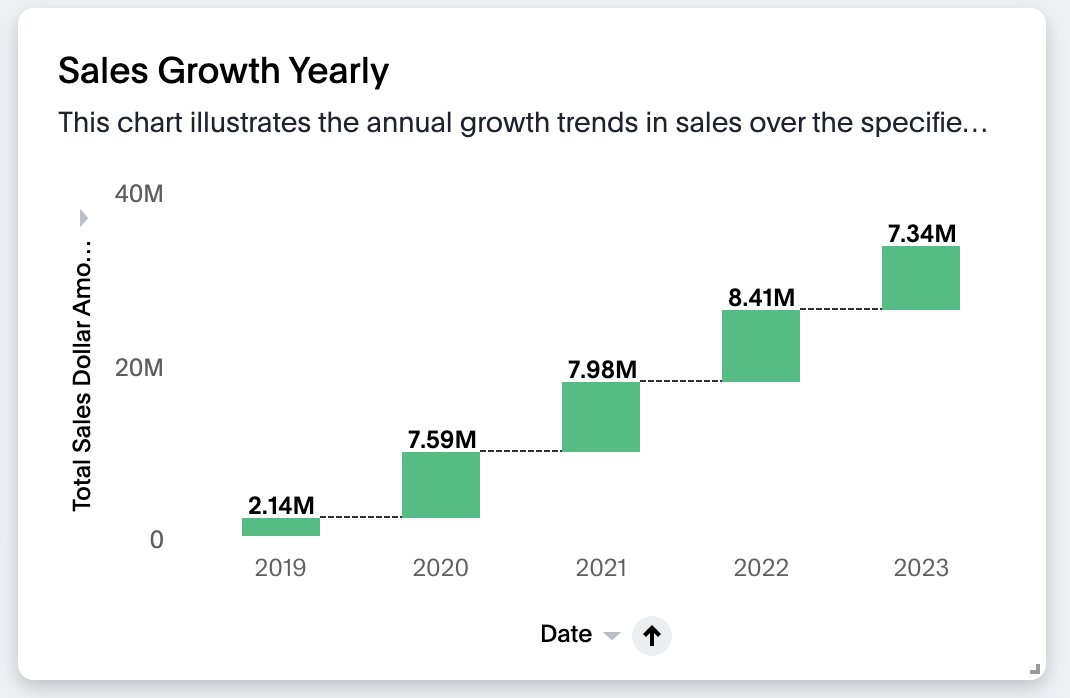 Sales Growth Yearly
This chart illustrates the annual growth trends in sales over the specifie...
Total Sales Dollar Amo...
40M
20M
0
2.14M
7.59M
7.98M
8.41M
7.34M
2019 2020 2021 2022 2023
Date